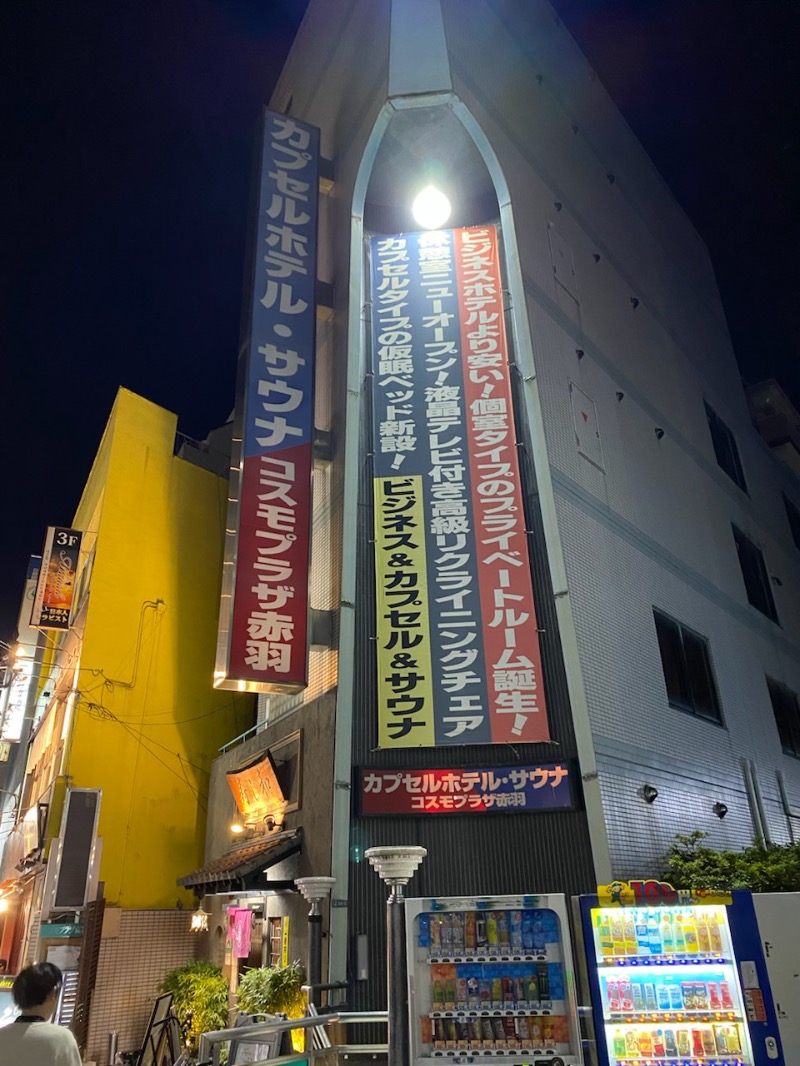 カプセルホテル・サウナ
コスモプラザ赤羽
ビジネスホテルより安い!個室タイプのプライベートルーム誕生!
休憩室ニューオープン!液晶テレビ付き高級リクライニングチェア
カプセルタイプの仮眠ベッド新設!
ビジネス&カプセル&サウナ
カプセルホテル・サウナ
コスモプラザ赤羽
3F
100